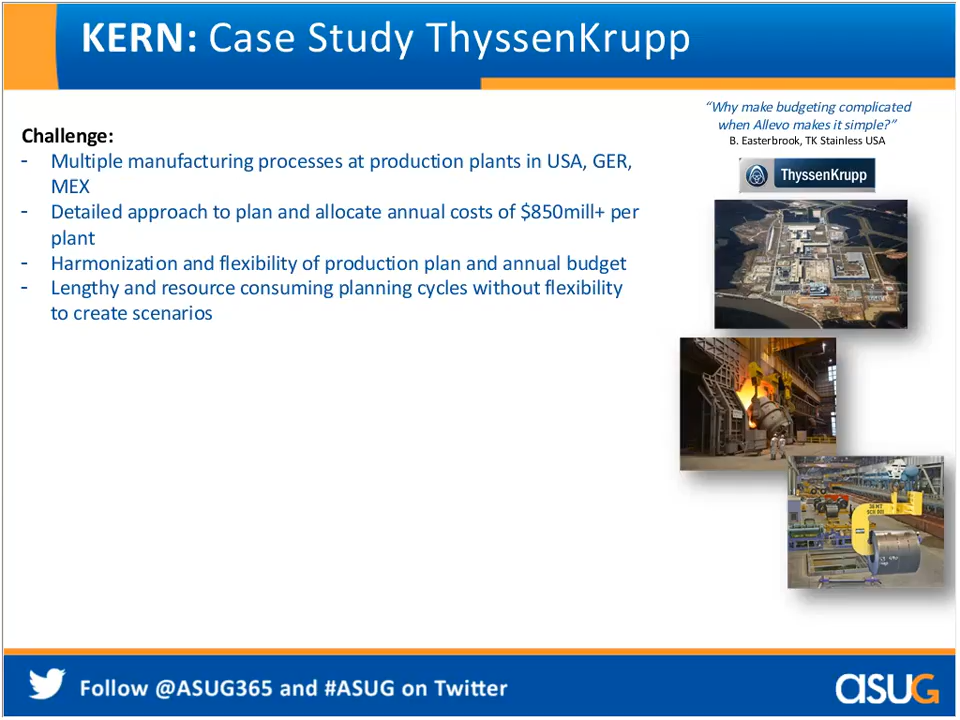 KERN: Case Study ThyssenKrupp
"Why make budgeting complicated
when Allevo makes it simple?"
B. Easterbrook, TK Stainless USA
ThyssenKrupp
Challenge:
- Multiple manufacturing processes at production plants in USA, GER,
MEX
- Detailed approach to plan and allocate annual costs of $850mill+ per
plant
- Harmonization and flexibility of production plan and annual budget
- Lengthy and resource consuming planning cycles without flexibility
to create scenarios
Follow @ASUG365 and #ASUG on Twitter
asuG